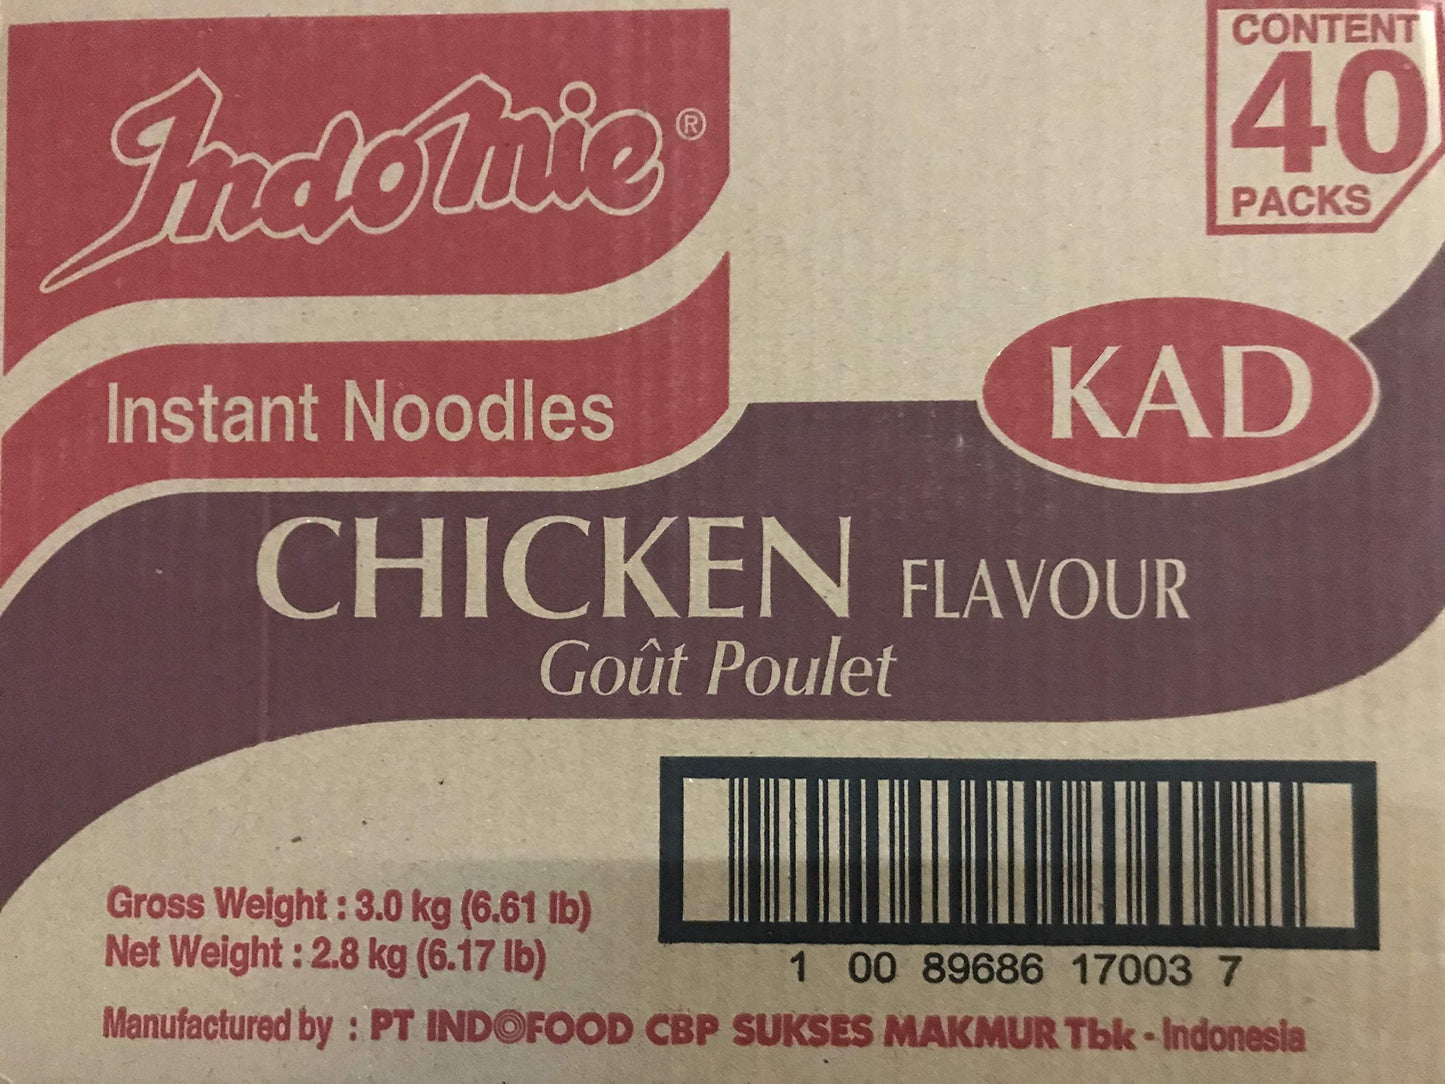 Indomie®
CONTENT
40
PACKS
Instant Noodles
KAD
CHICKEN FLAVOUR
Goût Poulet
Gross Weight : 3.0 kg (6.61 lb)
Net Weight : 2.8 kg (6.17 lb)
1 00 89686 17003 7
Manufactured by : PT INDOFOOD CBP SUKSES MAKMUR Tbk - Indonesia